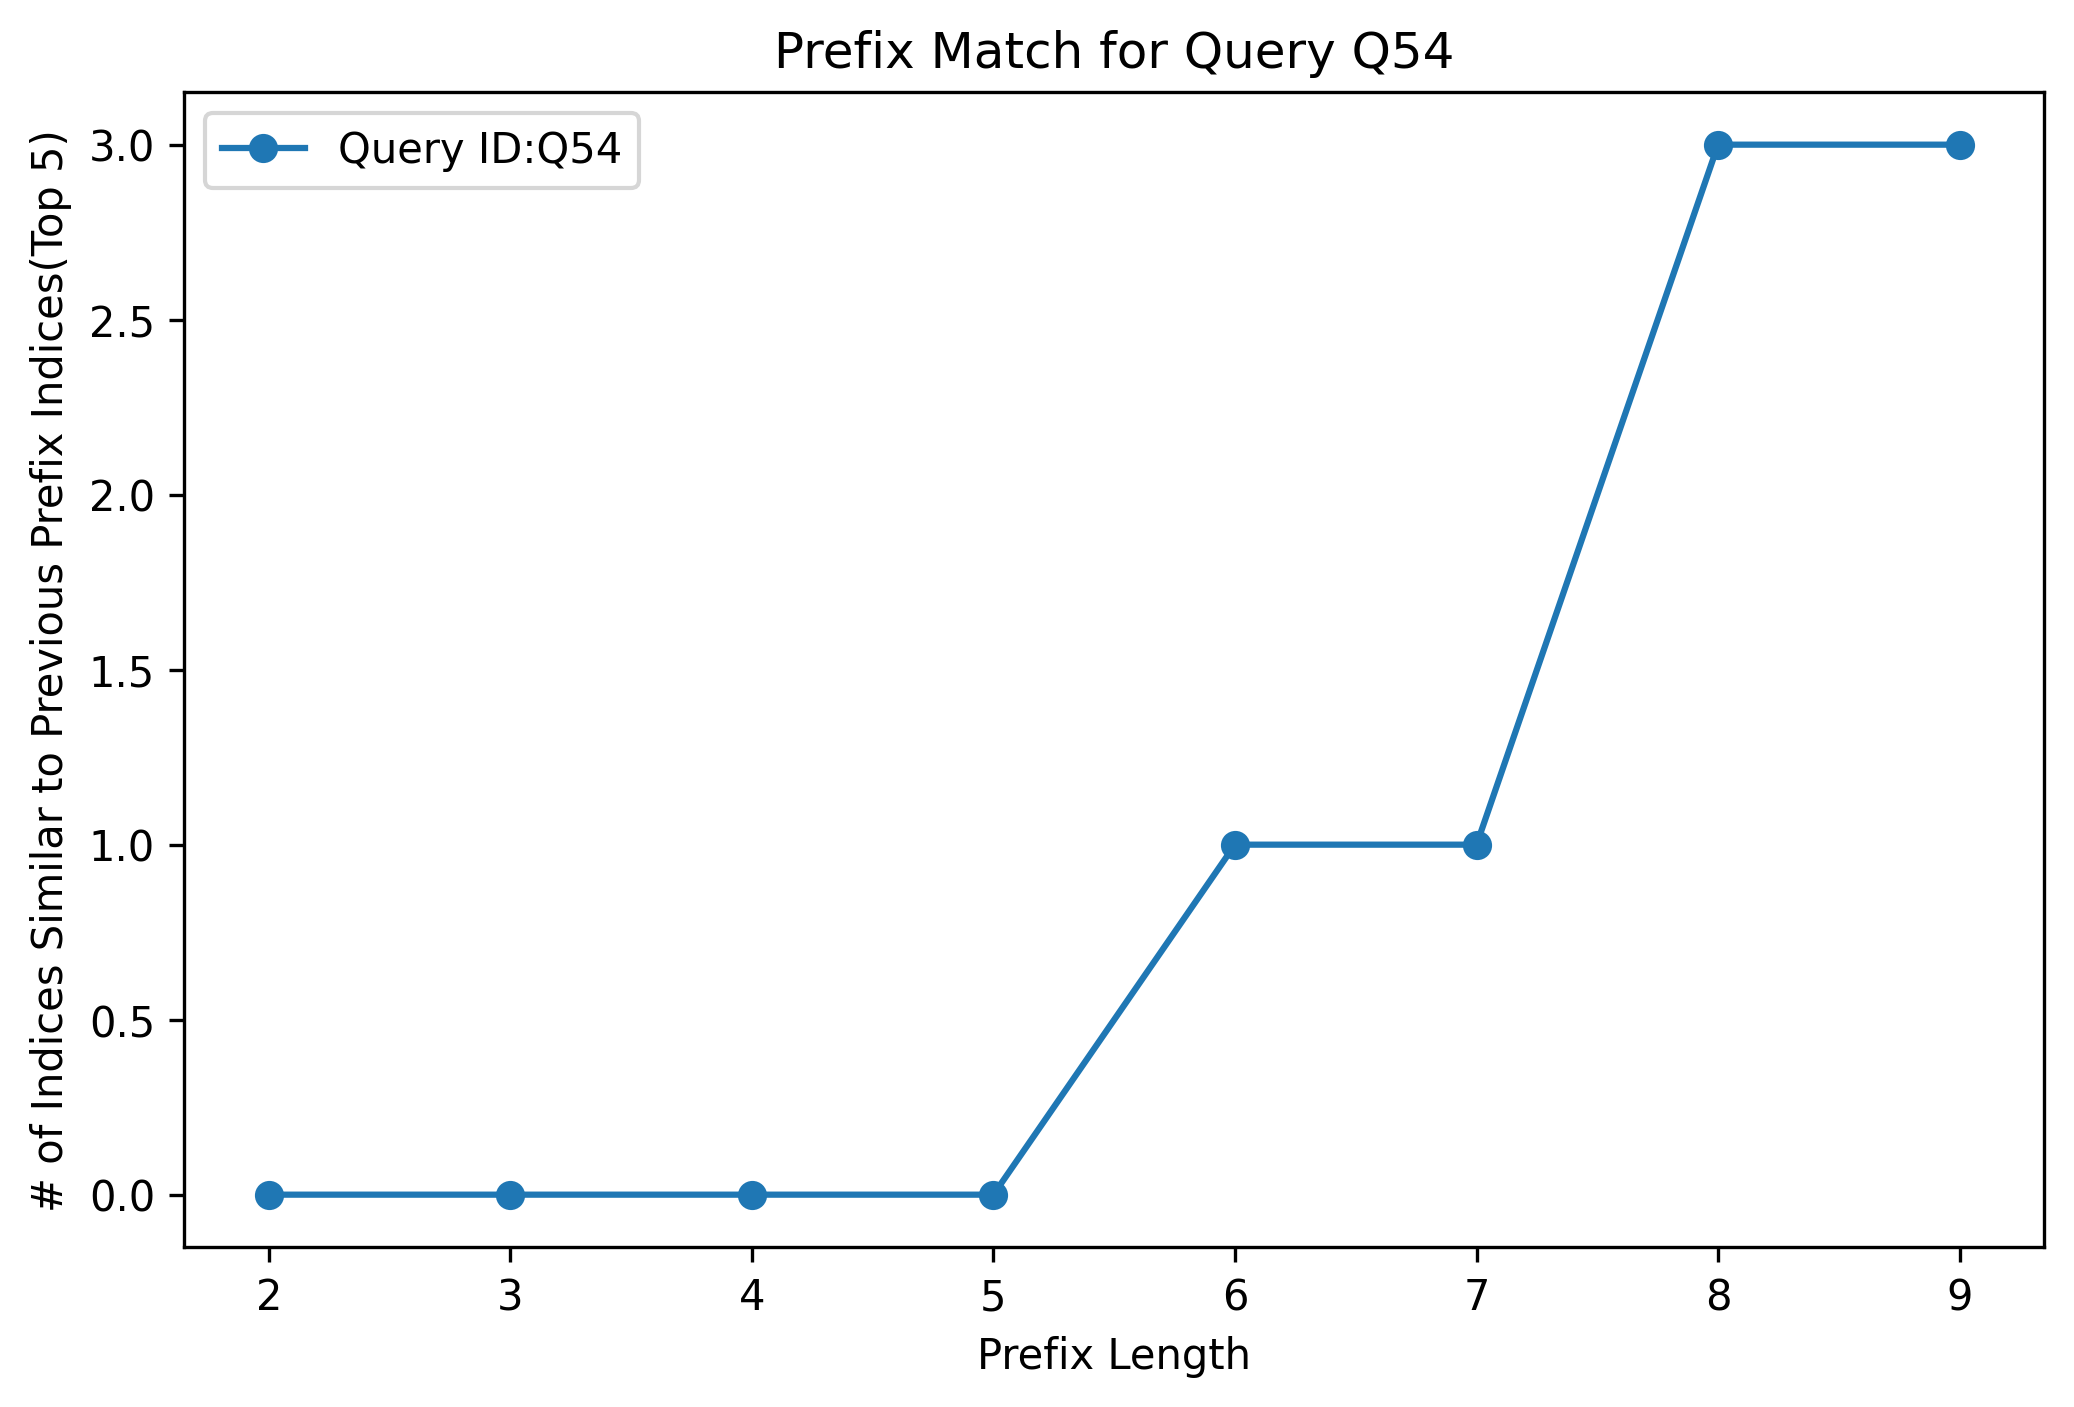 Prefix Match for Query Q54
Query ID:Q54
# of Indices Similar to Previous Prefix Indices(Top 5)
3.0
2.5
2.0
1.5
1.0
0.5
0.0
2 3 4 5 6 7 8 9
Prefix Length